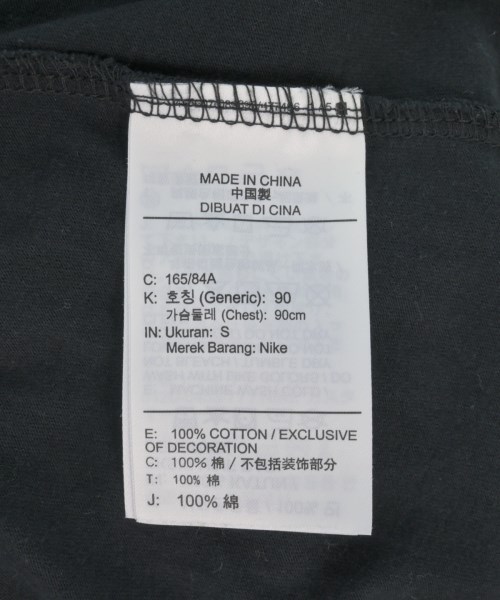 MADE IN CHINA
中国製
DIBUAT DI CINA
C: 165/84A
K: 호칭 (Generic): 90
가슴둘레 (Chest): 90cm
IN: Ukuran: S
Merek Barang: Nike
E: 100% COTTON / EXCLUSIVE
OF DECORATION
C: 100% 棉 / 不包括装饰部分
T: 100% 棉
J: 100% 綿